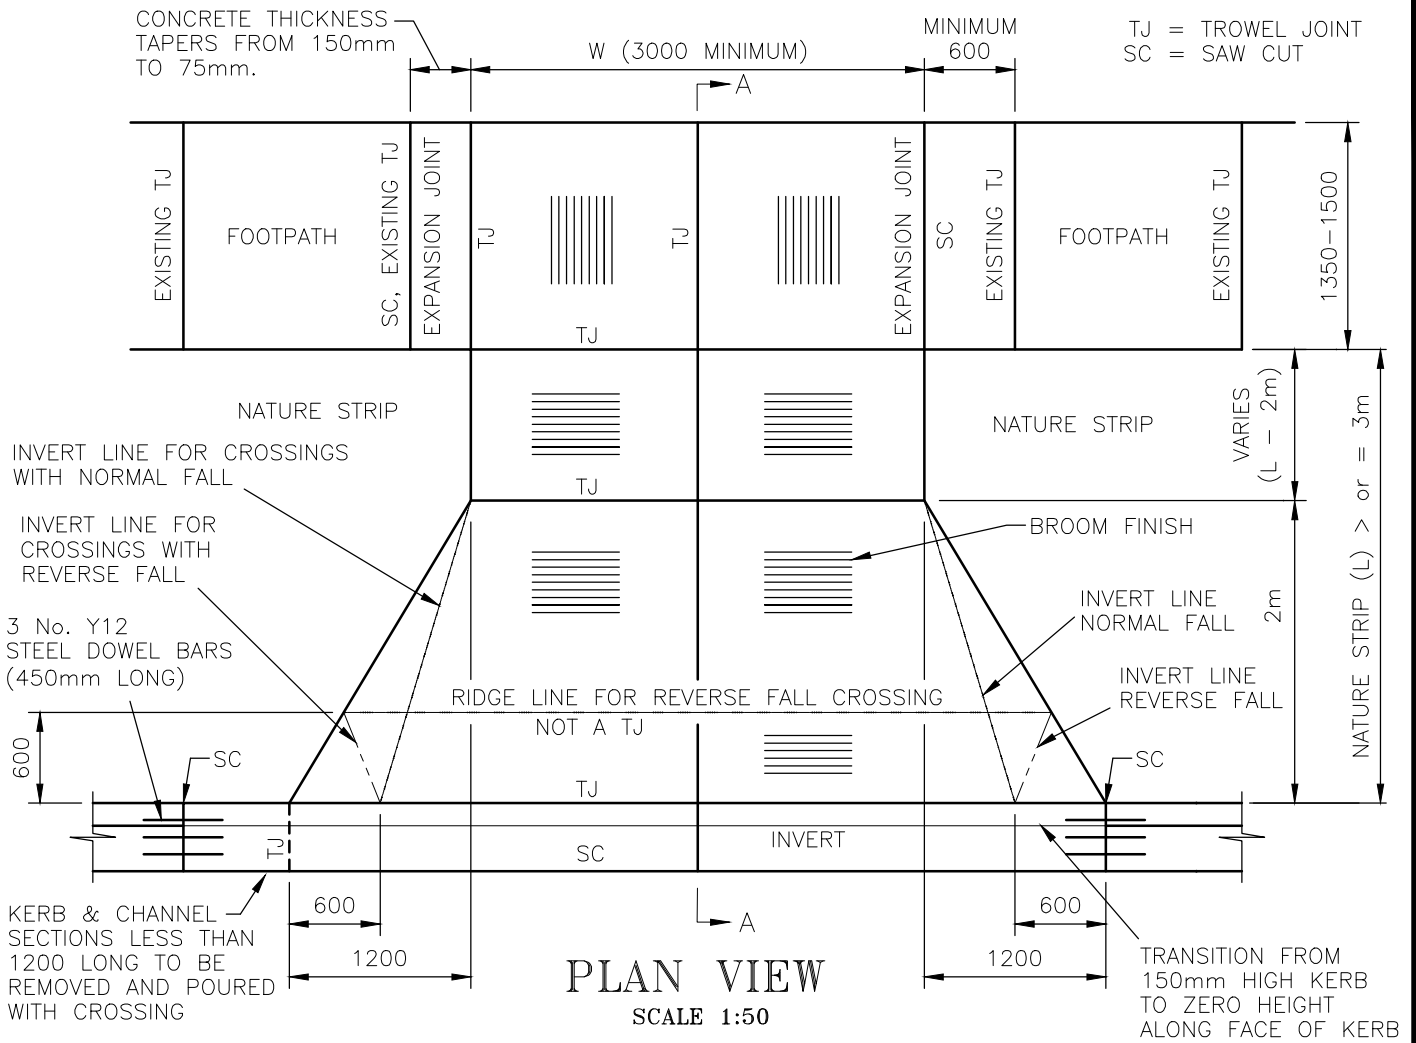 CONCRETE THICKNESS
TAPERS FROM 150mm
TO 75mm.
W (3000 MINIMUM)
MINIMUM
600
TJ = TROWEL JOINT
SC = SAW CUT
A
EXISTING TJ
FOOTPATH
SC, EXISTING TJ
EXPANSION JOINT
TJ
TJ
TJ
EXPANSION JOINT
SC
EXISTING TJ
FOOTPATH
EXISTING TJ
1350-1500
NATURE STRIP
NATURE STRIP
VARIES
(L - 2m)
NATURE STRIP (L) > or = 3m
INVERT LINE FOR CROSSINGS
WITH NORMAL FALL
TJ
INVERT LINE FOR
CROSSINGS WITH
REVERSE FALL
BROOM FINISH
INVERT LINE
NORMAL FALL
2m
3 No. Y12
STEEL DOWEL BARS
(450mm LONG)
INVERT LINE
REVERSE FALL
RIDGE LINE FOR REVERSE FALL CROSSING
NOT A TJ
600
SC
SC
TJ
TJ
INVERT
SC
KERB & CHANNEL
SECTIONS LESS THAN
1200 LONG TO BE
REMOVED AND POURED
WITH CROSSING
600
1200
A
600
1200
TRANSITION FROM
150mm HIGH KERB
TO ZERO HEIGHT
ALONG FACE OF KERB
PLAN VIEW
SCALE 1:50